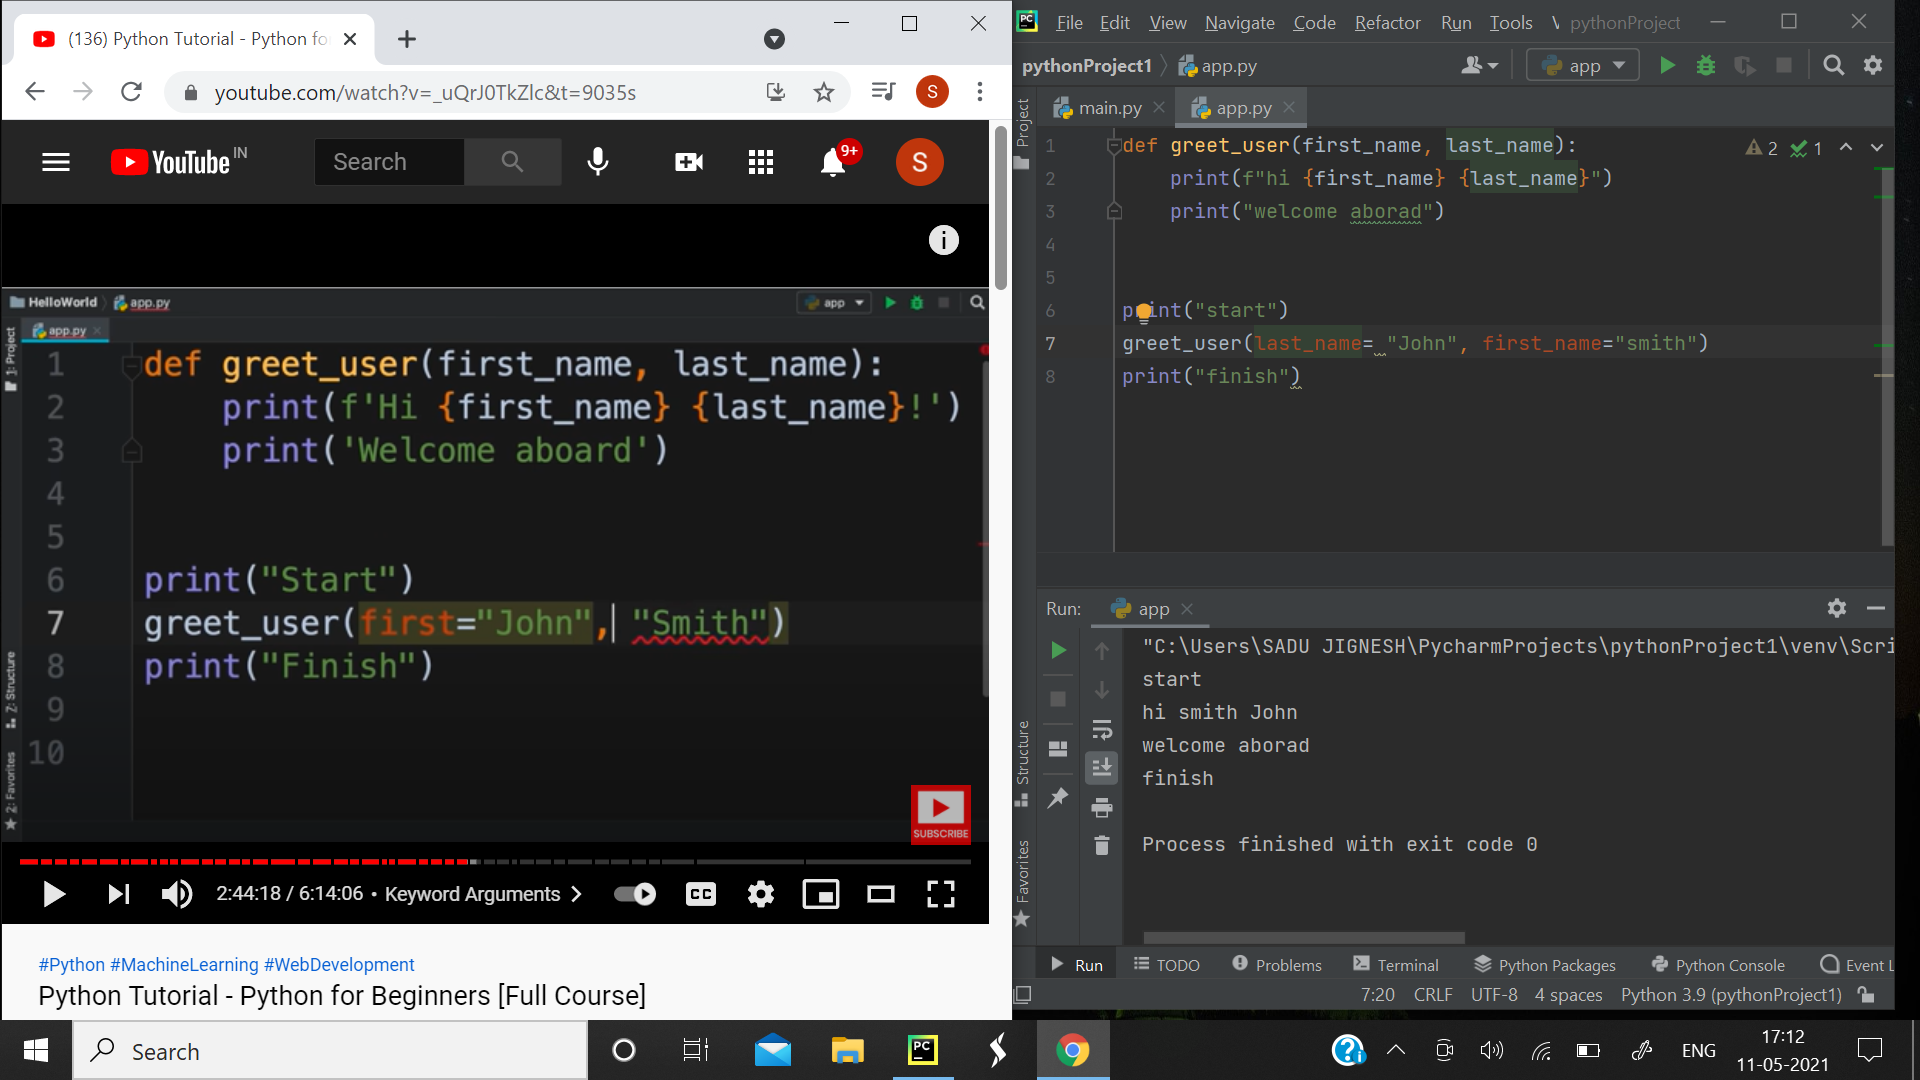 (136) Python Tutorial - Python fo
youtube.com/watch?v=_uQrJ0TkZlc&t=9035s
S
YouTube IN
Search
9+
S
HelloWorld
app.py
app
app.py
1: Project
Z: Structure
2: Favorites
1 def greet_user(first_name, last_name):
2 print(f'Hi {first_name} {last_name}!')
3 print('Welcome aboard')
4
5
6 print("Start")
7 greet_user(first="John", "Smith")
8 print("Finish")
9
10
SUBSCRIBE
2:44:18 / 6:14:06 • Keyword Arguments
CC
#Python #MachineLearning #WebDevelopment
Python Tutorial - Python for Beginners [Full Course]
PC File Edit View Navigate Code Refactor Run Tools pythonProject
pythonProject1 app.py
app
main.py
app.py
Project
2 1
1 def greet_user(first_name, last_name):
2 print(f"hi {first_name} {last_name}")
3 print("welcome aborad")
4
5
6 print("start")
7 greet_user(last_name= "John", first_name="smith")
8 print("finish")
Run: app
"C:\Users\SADU JIGNESH\PycharmProjects\pythonProject1\venv\Scri
start
hi smith John
welcome aborad
finish
Process finished with exit code 0
Structure
Favorites
Run TODO Problems Terminal Python Packages Python Console Event L
7:20 CRLF UTF-8 4 spaces Python 3.9 (pythonProject1)
Search
PC
ENG
17:12
11-05-2021